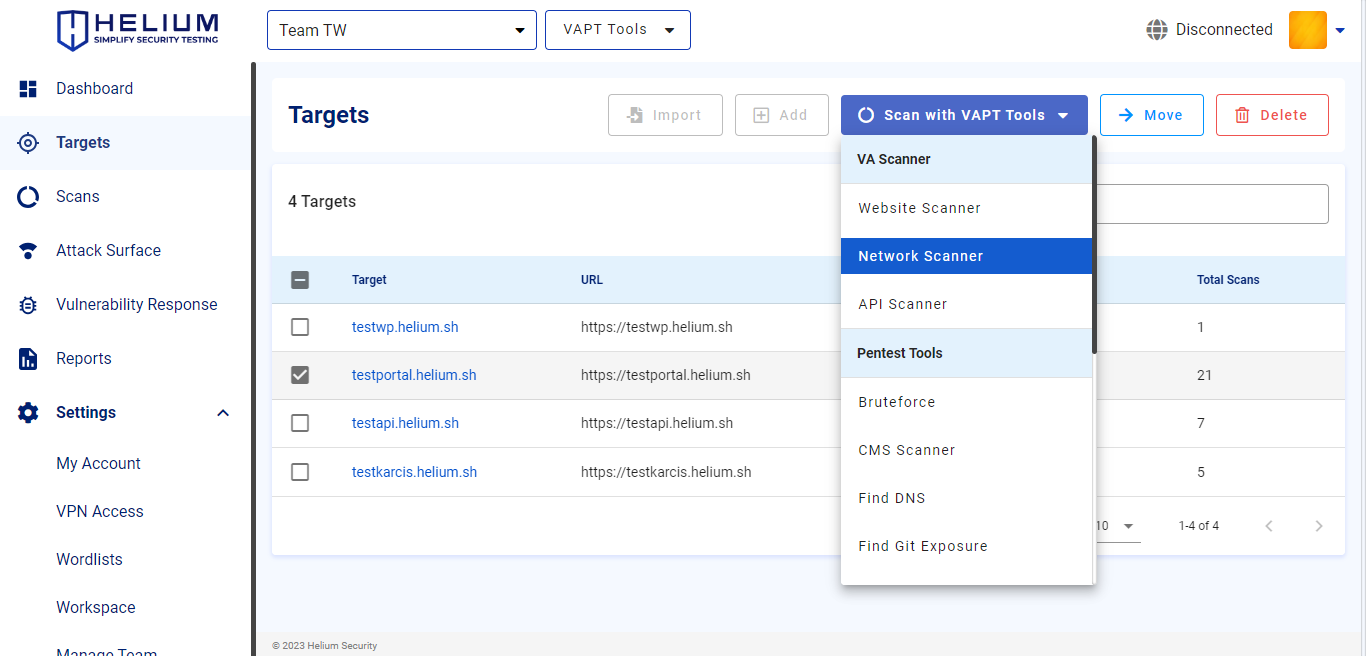 HELIUM
SIMPLIFY SECURITY TESTING
Team TW
VAPT Tools
Disconnected
Dashboard
Targets
Scans
Attack Surface
Vulnerability Response
Reports
Settings
My Account
VPN Access
Wordlists
Workspace
Manage Team
Targets
Import
Add
Scan with VAPT Tools
Move
Delete
VA Scanner
Website Scanner
Network Scanner
API Scanner
Pentest Tools
Bruteforce
CMS Scanner
Find DNS
Find Git Exposure
4 Targets
Target URL Total Scans
testwp.helium.sh https://testwp.helium.sh 1
testportal.helium.sh https://testportal.helium.sh 21
testapi.helium.sh https://testapi.helium.sh 7
testkarcis.helium.sh https://testkarcis.helium.sh 5
10 1-4 of 4
© 2023 Helium Security